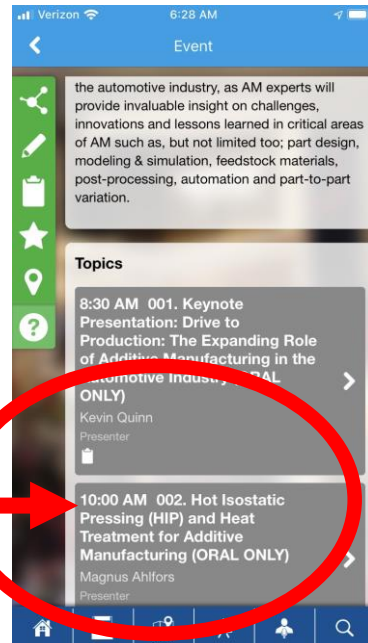 Verizon
6:28 AM
Event
the automotive industry, as AM experts will
provide invaluable insight on challenges,
innovations and lessons learned in critical areas
of AM such as, but not limited too; part design,
modeling & simulation, feedstock materials,
post-processing, automation and part-to-part
variation.
Topics
8:30 AM 001. Keynote
Presentation: Drive to
Production: The Expanding Role
of Additive Manufacturing in the
Automotive Industry (ORAL
ONLY)
Kevin Quinn
Presenter
10:00 AM 002. Hot Isostatic
Pressing (HIP) and Heat
Treatment for Additive
Manufacturing (ORAL ONLY)
Magnus Ahlfors
Presenter